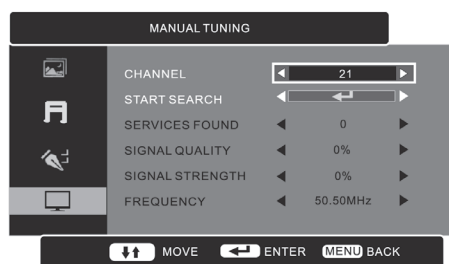 MANUAL TUNING
CHANNEL 21
START SEARCH
SERVICES FOUND 0
SIGNAL QUALITY 0%
SIGNAL STRENGTH 0%
FREQUENCY 50.50MHz
MOVE ENTER MENU BACK